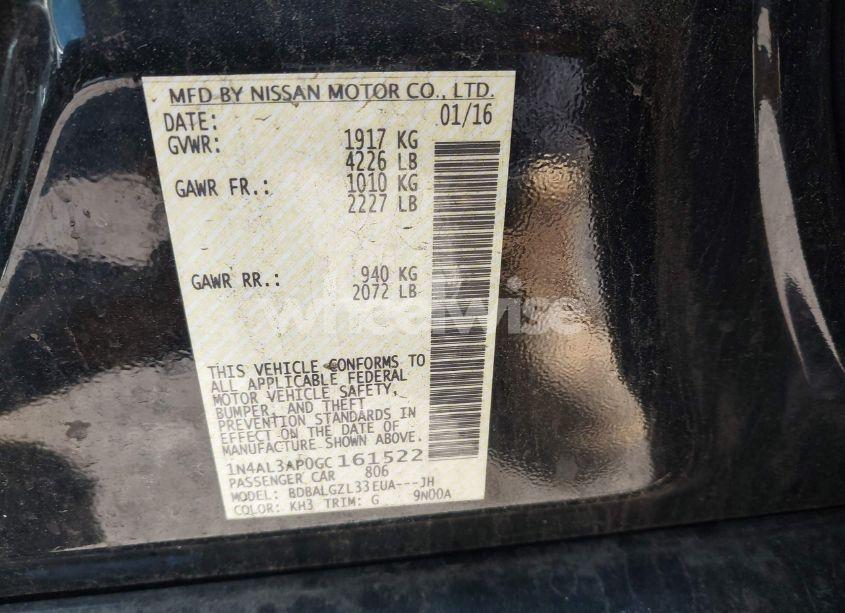 MFD BY NISSAN MOTOR CO., LTD.
DATE: 01/16
GVWR: 1917 KG
4226 LB
GAWR FR.: 1010 KG
2227 LB
GAWR RR.: 940 KG
2072 LB
wheelwise
THIS VEHICLE CONFORMS TO
ALL APPLICABLE FEDERAL
MOTOR VEHICLE SAFETY,
BUMPER, AND THEFT
PREVENTION STANDARDS IN
EFFECT ON THE DATE OF
MANUFACTURE SHOWN ABOVE.
1N4AL3AP0GC161522
PASSENGER CAR 806
MODEL: BDBALGZL33EUA---JH
COLOR: KH3 TRIM: G 9N00A